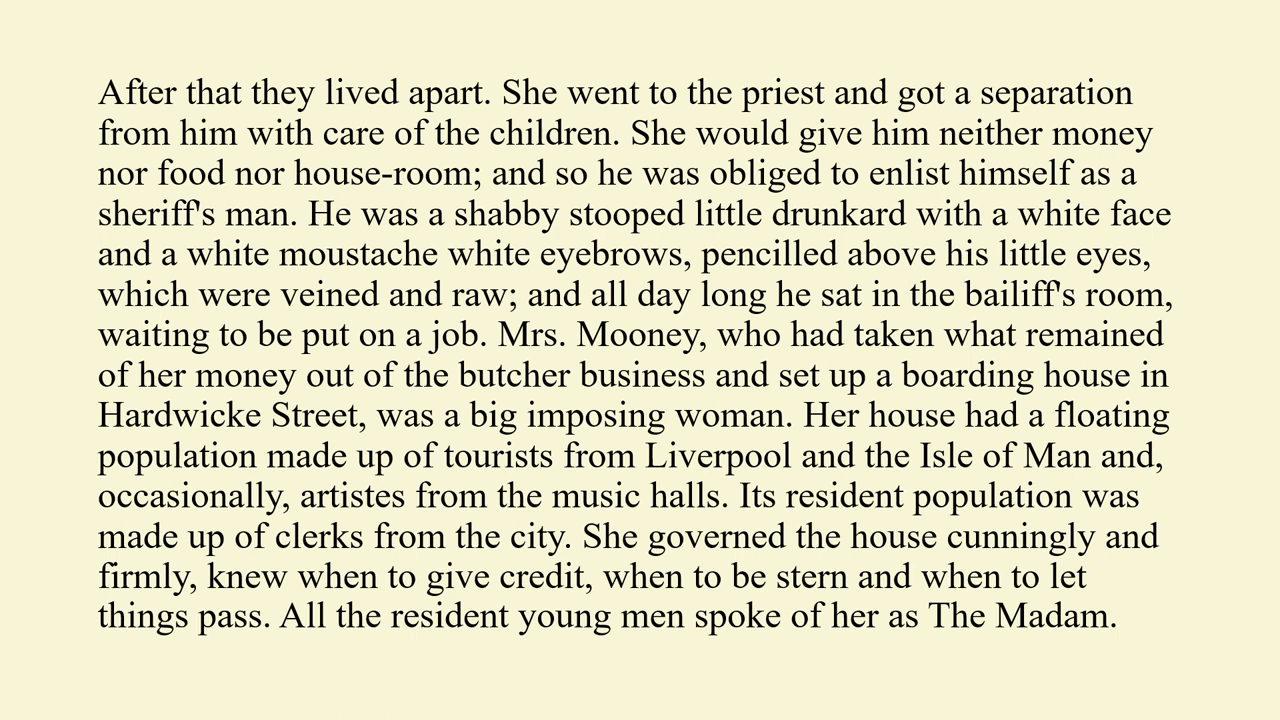 After that they lived apart. She went to the priest and got a separation
from him with care of the children. She would give him neither money
nor food nor house-room; and so he was obliged to enlist himself as a
sheriff's man. He was a shabby stooped little drunkard with a white face
and a white moustache white eyebrows, pencilled above his little eyes,
which were veined and raw; and all day long he sat in the bailiff's room,
waiting to be put on a job. Mrs. Mooney, who had taken what remained
of her money out of the butcher business and set up a boarding house in
Hardwicke Street, was a big imposing woman. Her house had a floating
population made up of tourists from Liverpool and the Isle of Man and,
occasionally, artistes from the music halls. Its resident population was
made up of clerks from the city. She governed the house cunningly and
firmly, knew when to give credit, when to be stern and when to let
things pass. All the resident young men spoke of her as The Madam.